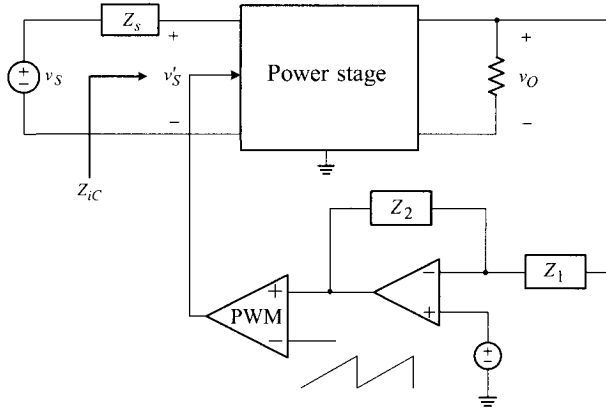 Z_s
+
v_S
v'_S
Power stage
+
v_O
−
−
Z_iC
Z_2
Z_1
−
+
+
PWM
−